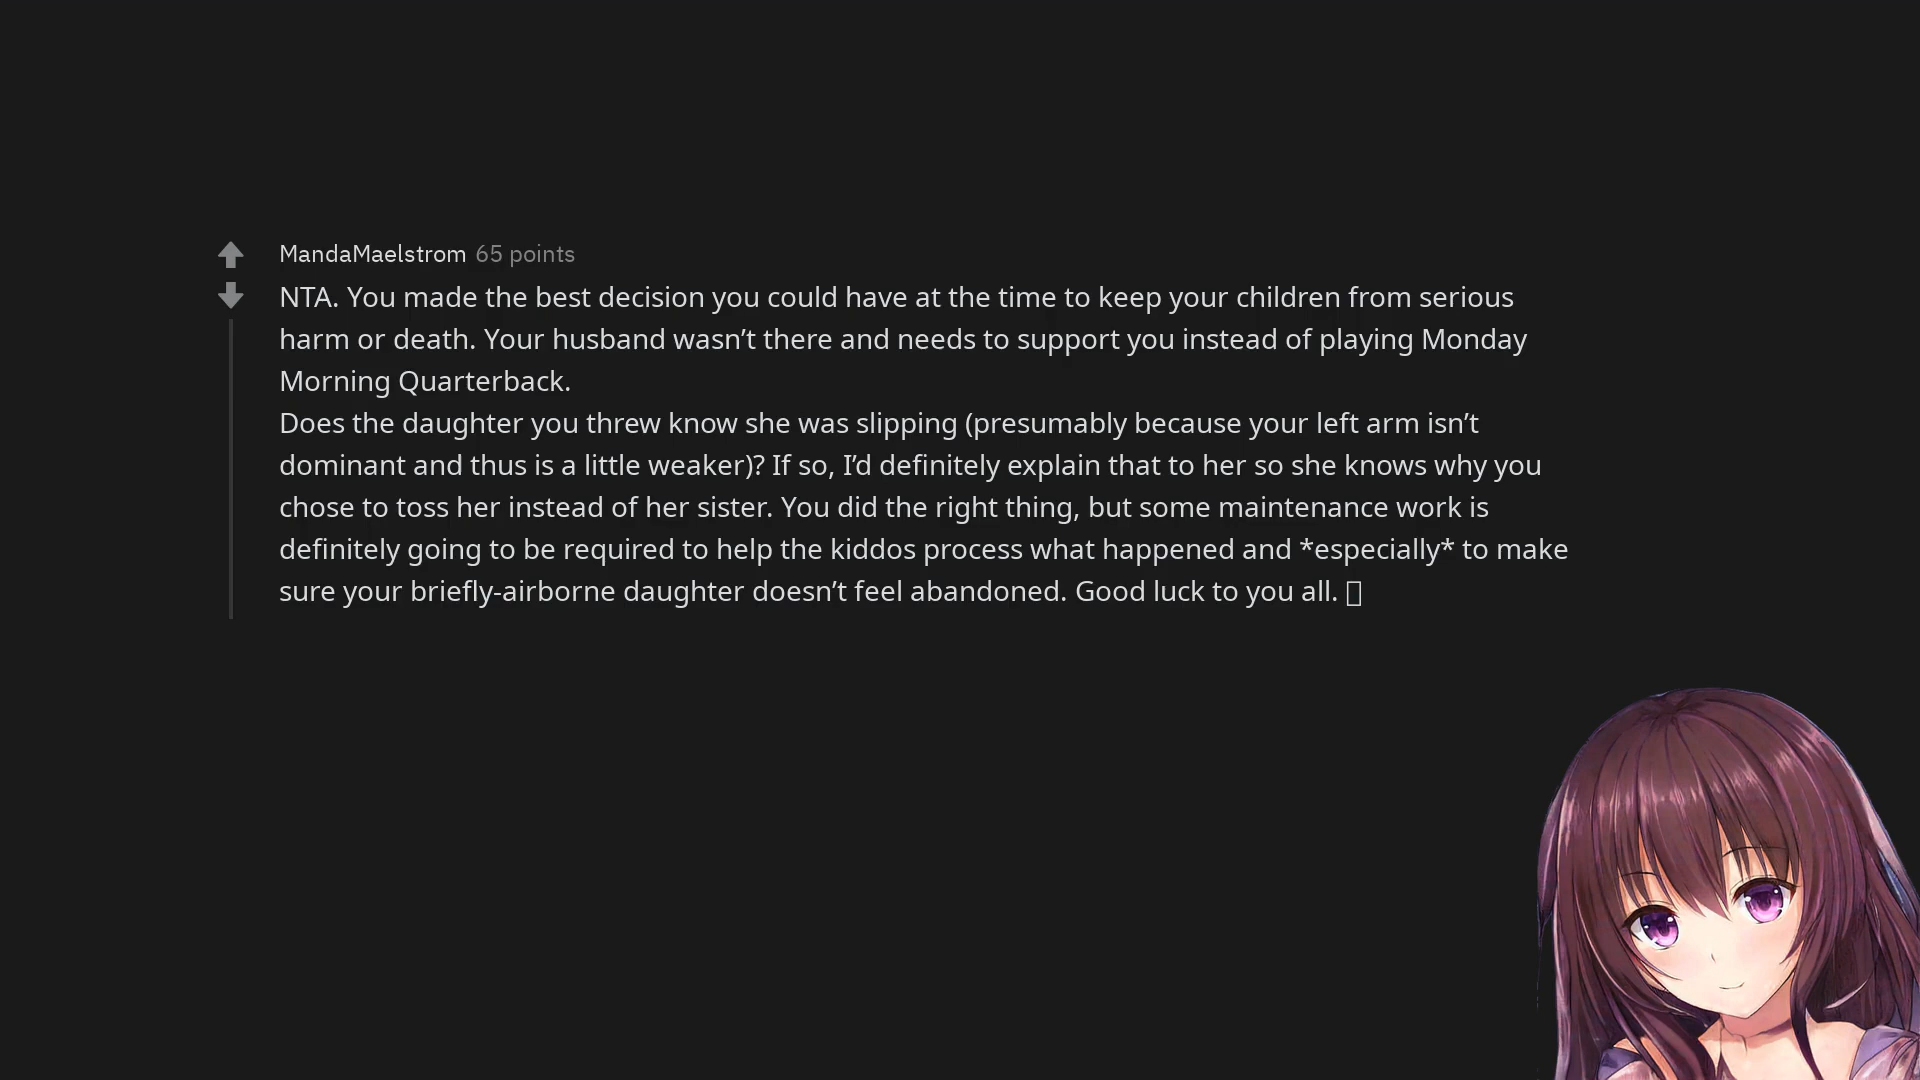 MandaMaelstrom 65 points
NTA. You made the best decision you could have at the time to keep your children from serious
harm or death. Your husband wasn’t there and needs to support you instead of playing Monday
Morning Quarterback.
Does the daughter you threw know she was slipping (presumably because your left arm isn’t
dominant and thus is a little weaker)? If so, I’d definitely explain that to her so she knows why you
chose to toss her instead of her sister. You did the right thing, but some maintenance work is
definitely going to be required to help the kiddos process what happened and *especially* to make
sure your briefly-airborne daughter doesn’t feel abandoned. Good luck to you all.